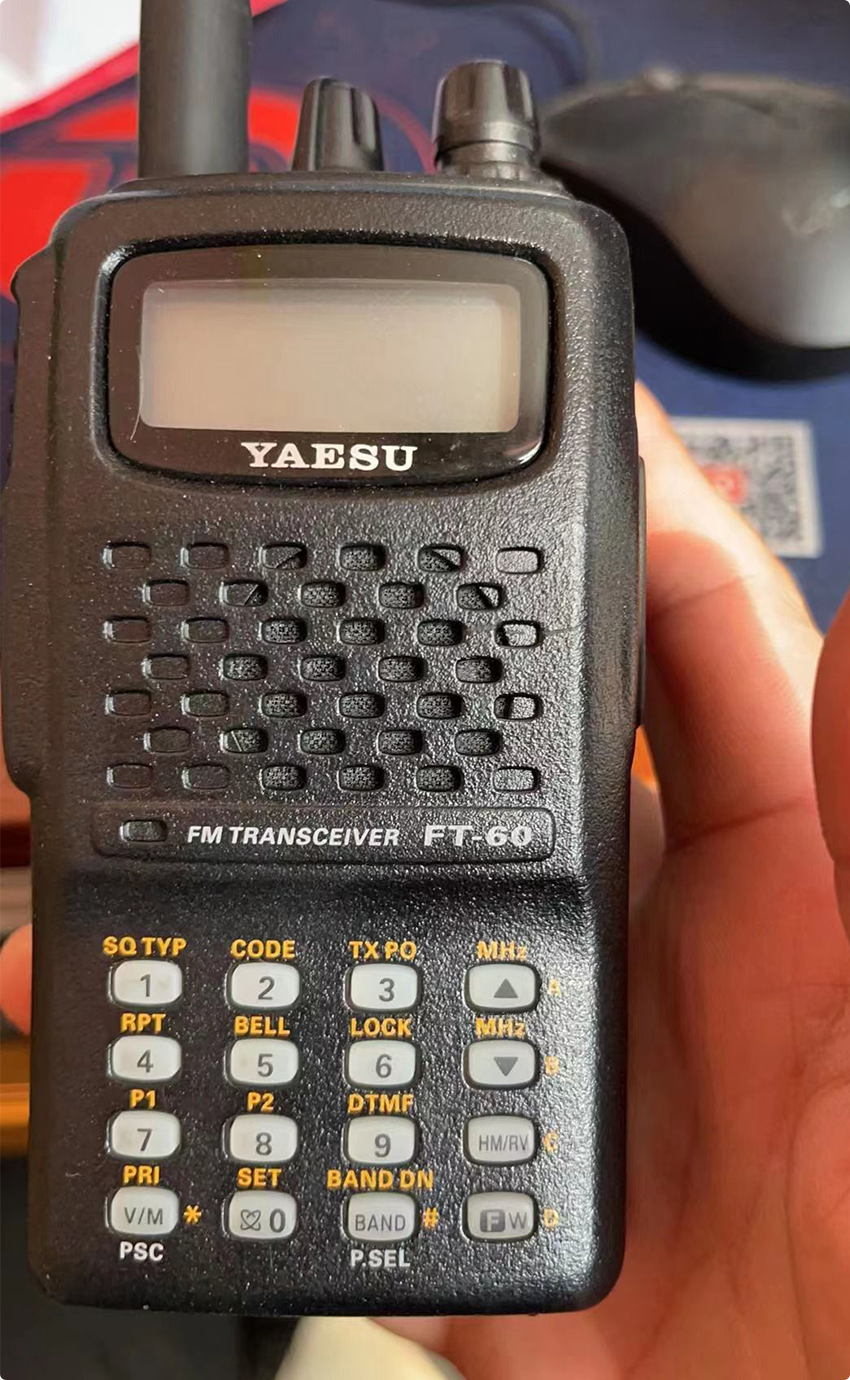 YAESU
FM TRANSCEIVER FT-60
SQ TYP CODE TX PO MHz
1 2 3 ▲ A
RPT BELL LOCK MHz
4 5 6 ▼ B
P1 P2 DTMF
7 8 9 HM/RV C
PRI SET BAND DN
V/M * 0 BAND # F W D
PSC P.SEL